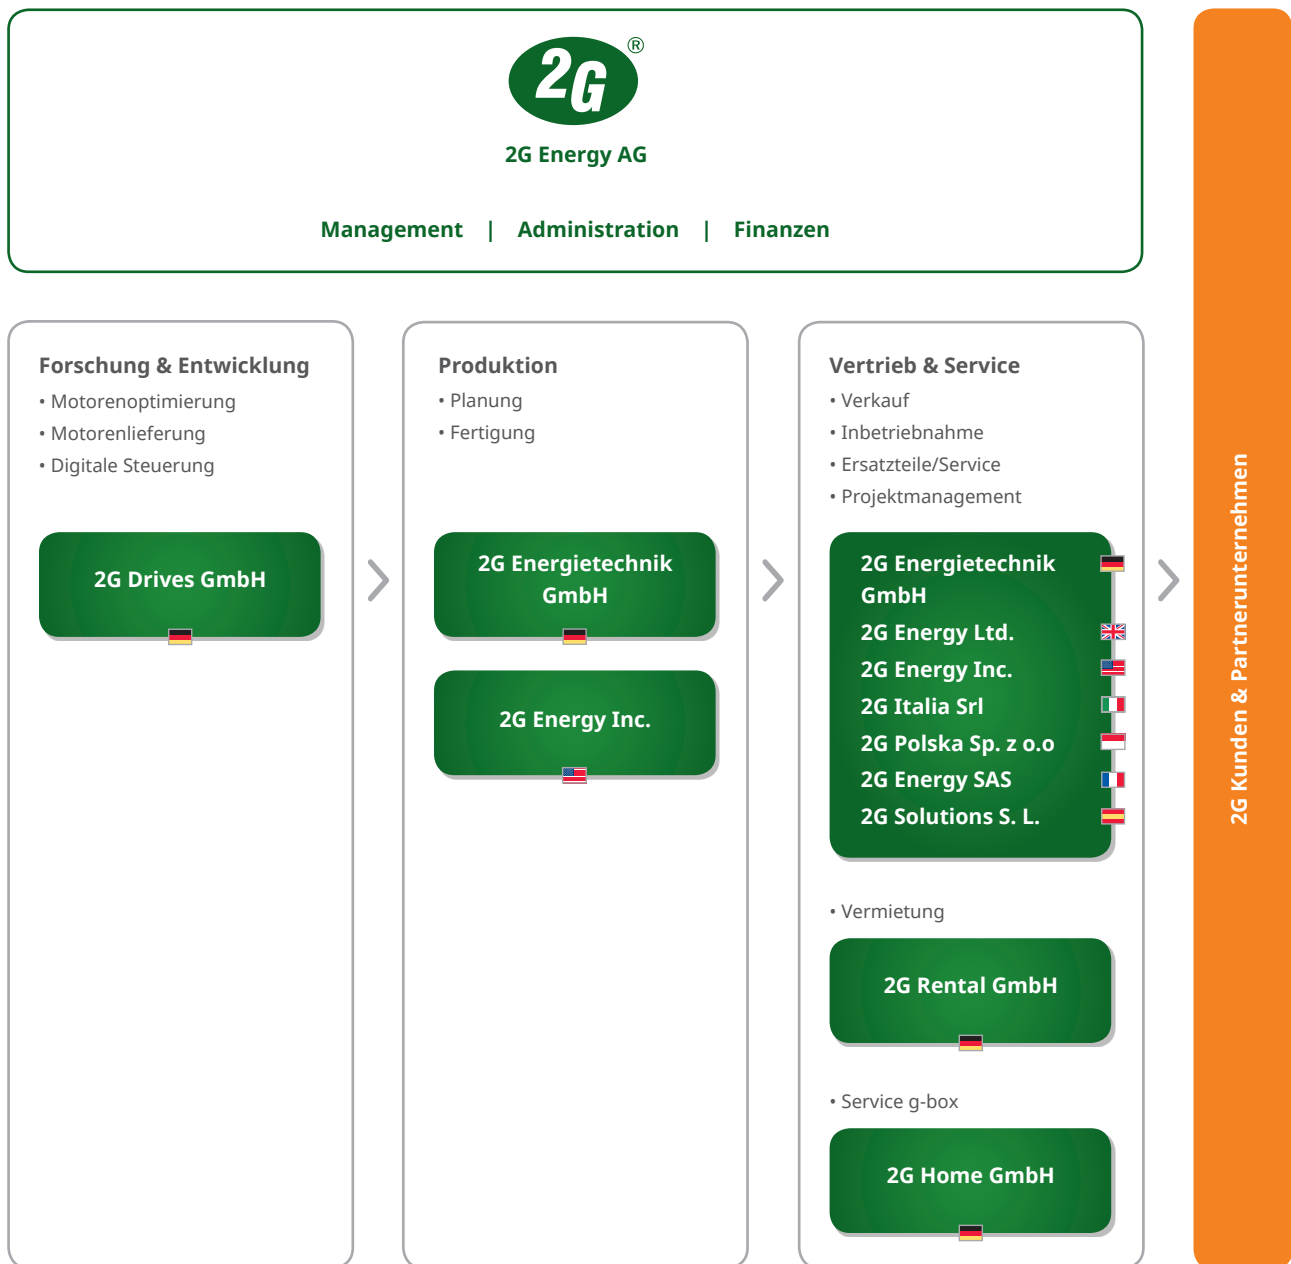 2G®
2G Energy AG
Management | Administration | Finanzen
Forschung & Entwicklung
• Motorenoptimierung
• Motorenlieferung
• Digitale Steuerung
2G Drives GmbH
Produktion
• Planung
• Fertigung
2G Energietechnik
GmbH
2G Energy Inc.
Vertrieb & Service
• Verkauf
• Inbetriebnahme
• Ersatzteile/Service
• Projektmanagement
2G Energietechnik
GmbH
2G Energy Ltd.
2G Energy Inc.
2G Italia Srl
2G Polska Sp. z o.o
2G Energy SAS
2G Solutions S. L.
• Vermietung
2G Rental GmbH
• Service g-box
2G Home GmbH
2G Kunden & Partnerunternehmen